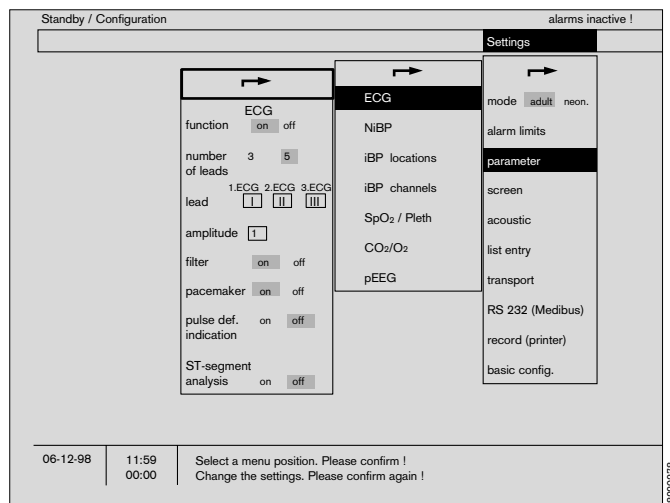 Standby / Configuration
alarms inactive !
Settings
ECG
function on off
number of leads 3 5
1.ECG 2.ECG 3.ECG
lead I II III
amplitude 1
filter on off
pacemaker on off
pulse def. indication on off
ST-segment analysis on off
ECG
NiBP
iBP locations
iBP channels
SpO2 / Pleth
CO2/O2
pEEG
mode adult neon.
alarm limits
parameter
screen
acoustic
list entry
transport
RS 232 (Medibus)
record (printer)
basic config.
06-12-98
11:59
00:00
Select a menu position. Please confirm !
Change the settings. Please confirm again !